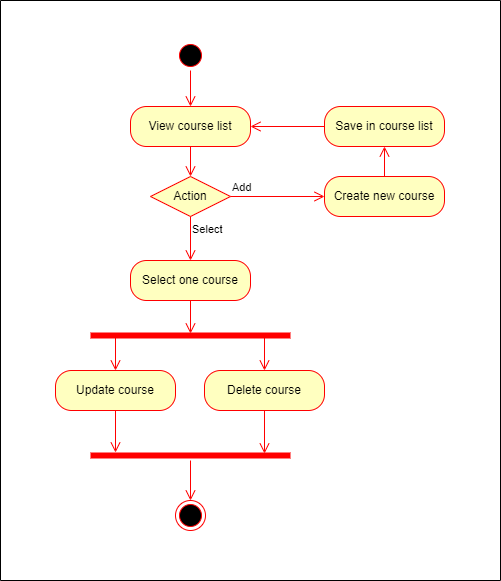 View course list
Save in course list
Action
Add
Create new course
Select
Select one course
Update course
Delete course